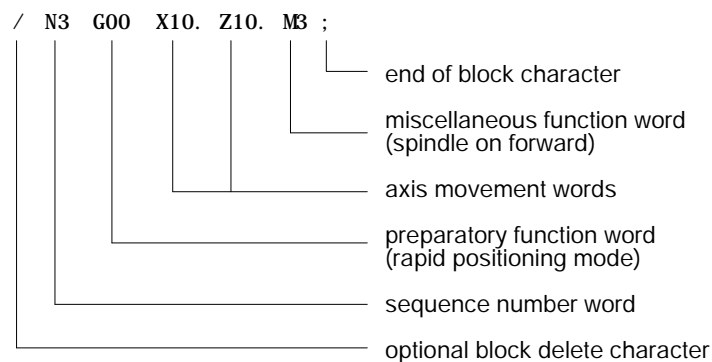 / N3 G00 X10. Z10. M3 ;
end of block character
miscellaneous function word
(spindle on forward)
axis movement words
preparatory function word
(rapid positioning mode)
sequence number word
optional block delete character